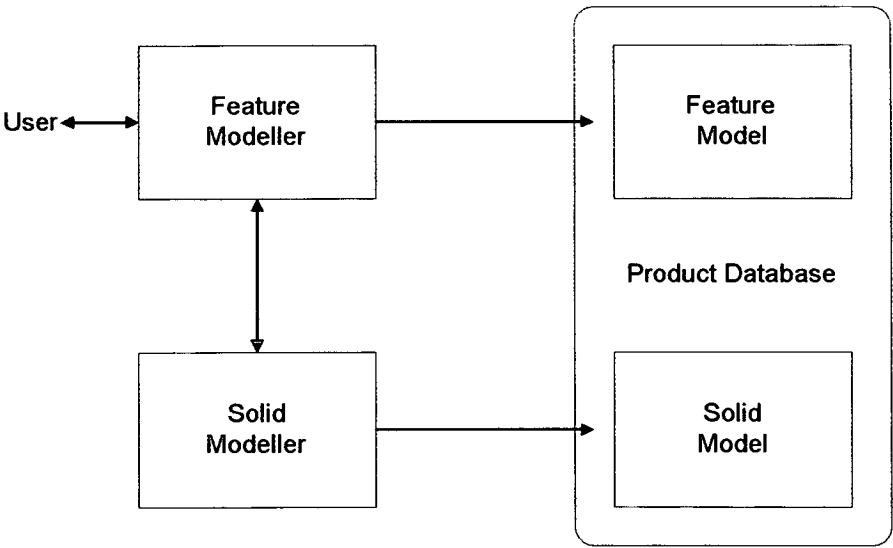 User
Feature
Modeller
Feature
Model
Product Database
Solid
Modeller
Solid
Model